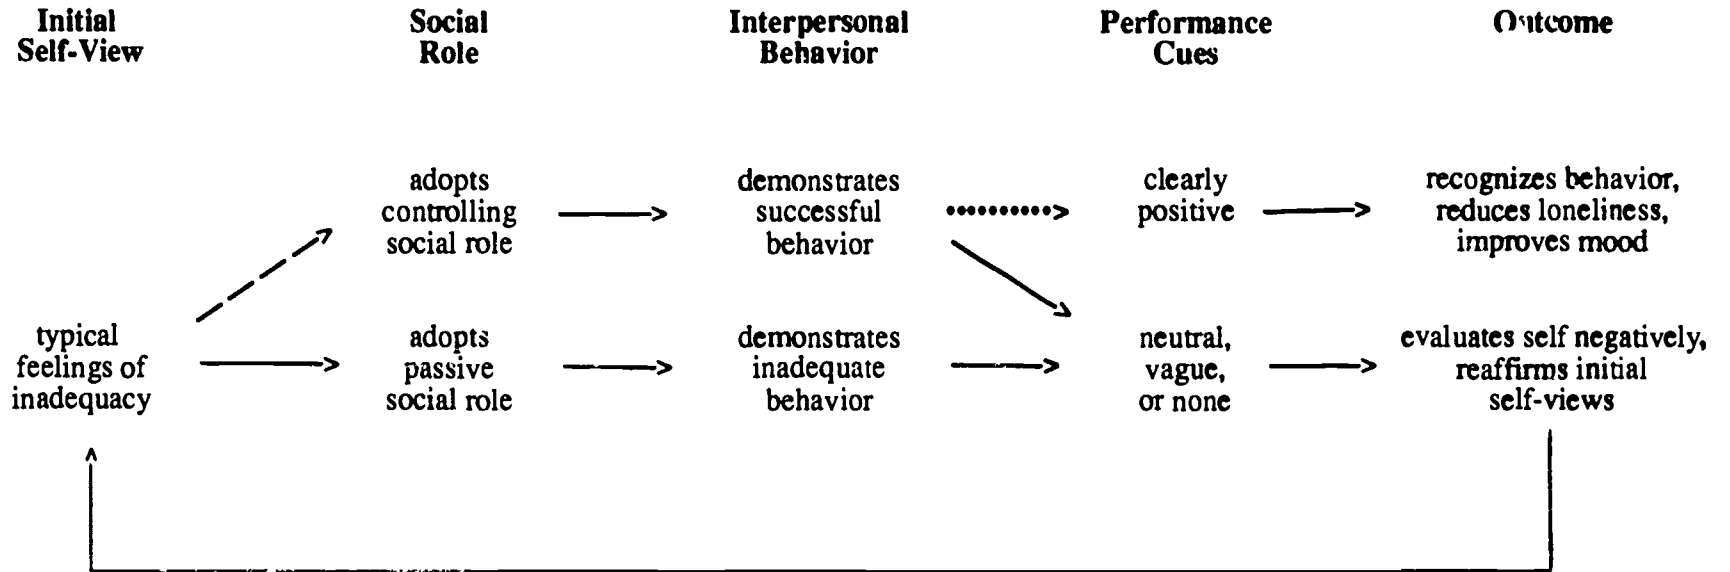 Initial
Self-View
Social
Role
Interpersonal
Behavior
Performance
Cues
Outcome
adopts
controlling
social role
demonstrates
successful
behavior
clearly
positive
recognizes behavior,
reduces loneliness,
improves mood
typical
feelings of
inadequacy
adopts
passive
social role
demonstrates
inadequate
behavior
neutral,
vague,
or none
evaluates self negatively,
reaffirms initial
self-views